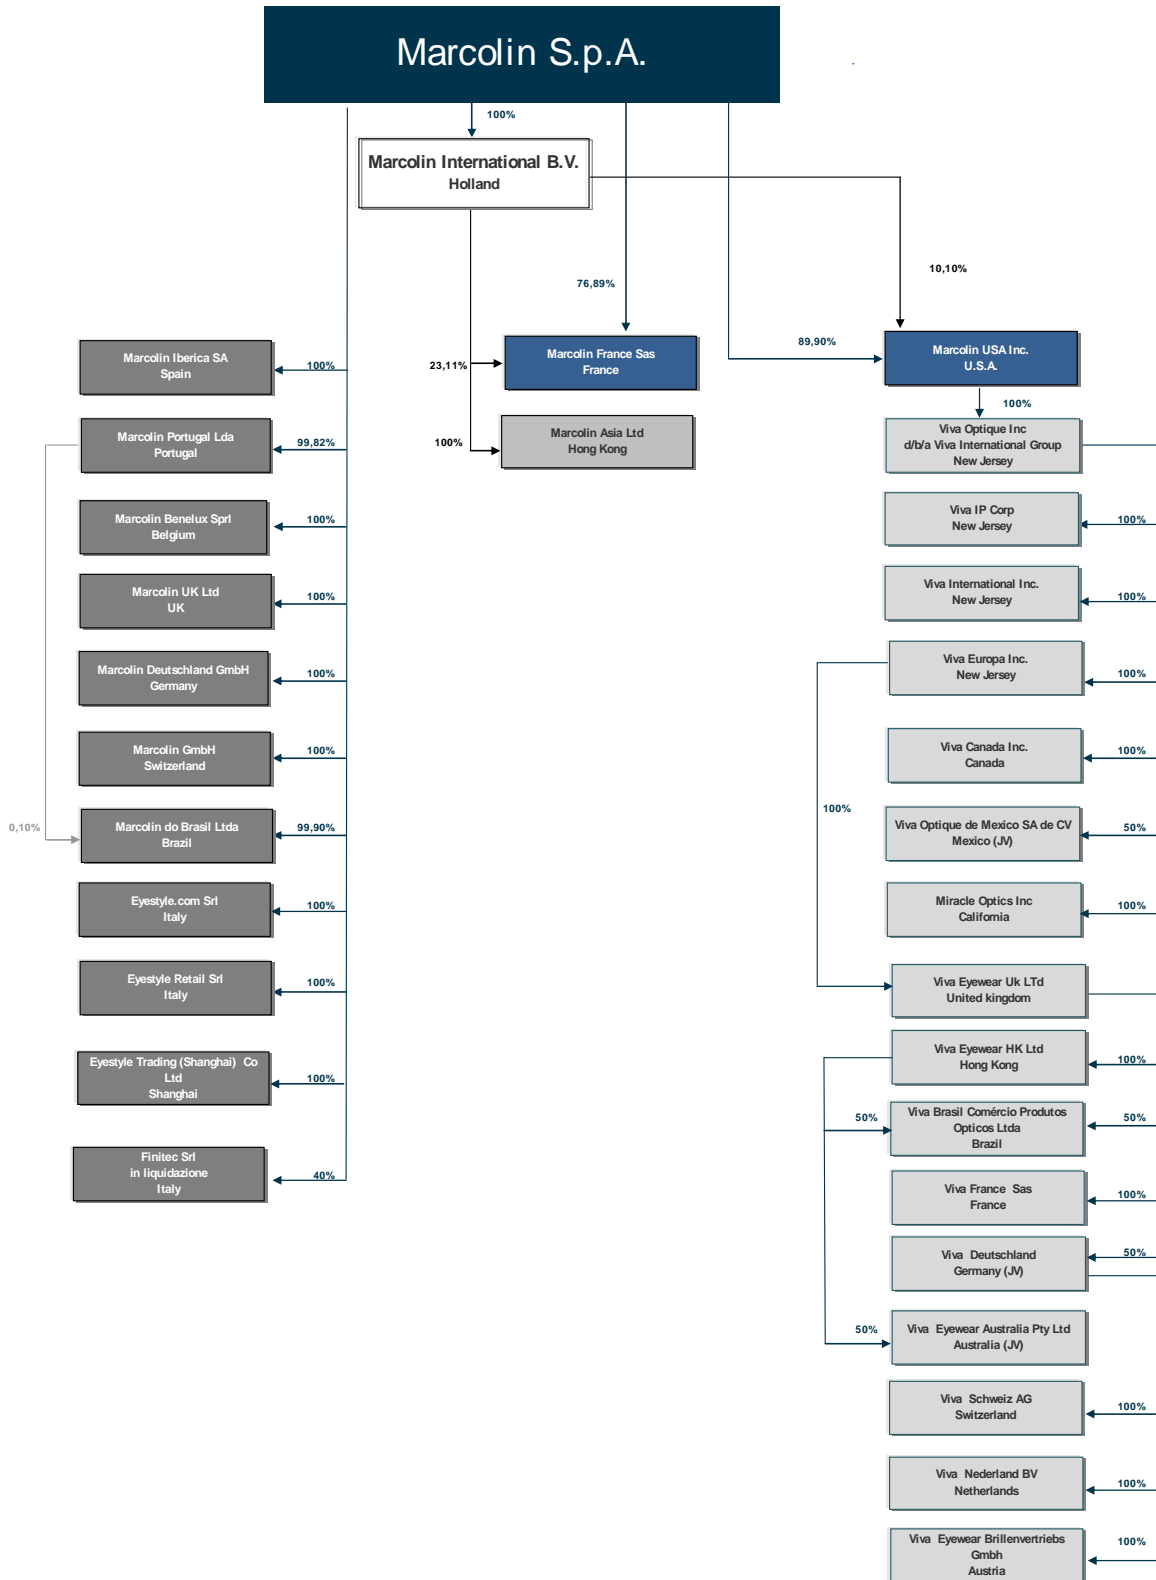 Marcolin S.p.A.
100%
Marcolin International B.V.
Holland
10,10%
76,89%
89,90%
23,11%
Marcolin France Sas
France
100%
Marcolin Asia Ltd
Hong Kong
Marcolin USA Inc.
U.S.A.
100%
Marcolin Iberica SA
Spain
100%
Marcolin Portugal Lda
Portugal
99,82%
Marcolin Benelux Sprl
Belgium
100%
Marcolin UK Ltd
UK
100%
Marcolin Deutschland GmbH
Germany
100%
Marcolin GmbH
Switzerland
100%
0,10%
Marcolin do Brasil Ltda
Brazil
99,90%
Eyestyle.com Srl
Italy
100%
Eyestyle Retail Srl
Italy
100%
Eyestyle Trading (Shanghai) Co
Ltd
Shanghai
100%
Finitec Srl
in liquidazione
Italy
40%
Viva Optique Inc
d/b/a Viva International Group
New Jersey
Viva IP Corp
New Jersey
100%
Viva International Inc.
New Jersey
100%
Viva Europa Inc.
New Jersey
100%
Viva Canada Inc.
Canada
100%
100%
Viva Optique de Mexico SA de CV
Mexico (JV)
50%
Miracle Optics Inc
California
100%
Viva Eyewear Uk LTd
United kingdom
Viva Eyewear HK Ltd
Hong Kong
100%
50%
Viva Brasil Comércio Produtos
Opticos Ltda
Brazil
50%
Viva France Sas
France
100%
Viva Deutschland
Germany (JV)
50%
50%
Viva Eyewear Australia Pty Ltd
Australia (JV)
Viva Schweiz AG
Switzerland
100%
Viva Nederland BV
Netherlands
100%
Viva Eyewear Brillenvertriebs
Gmbh
Austria
100%